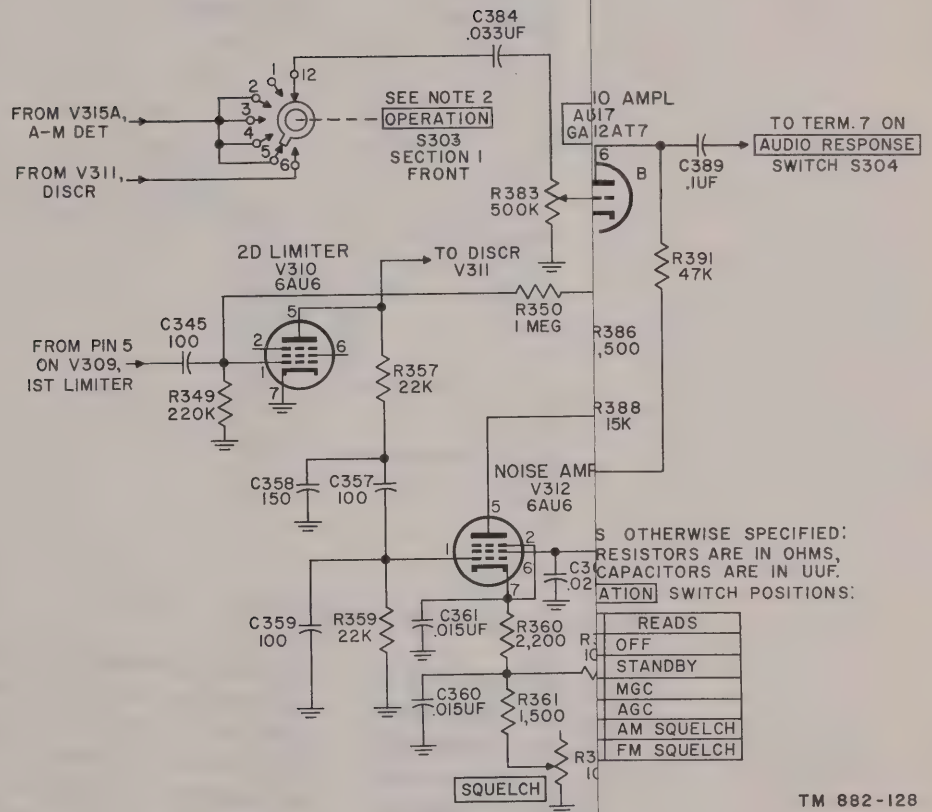 C384
.033UF
1
12
2
3
4
5
6
FROM V315A,
A-M DET
FROM V311,
DISCR
SEE NOTE 2
OPERATION
S303
SECTION 1
FRONT
IO AMPL
12AT7
6
B
C389
.1UF
TO TERM. 7 ON
AUDIO RESPONSE
SWITCH S304
R383
500K
R391
47K
2D LIMITER
V310
6AU6
TO DISCR
V311
R350
1 MEG
C345
100
FROM PIN 5
ON V309,
1ST LIMITER
5
2
1
6
7
R349
220K
R357
22K
R386
1,500
R388
15K
C358
150
C357
100
NOISE AMP
V312
6AU6
5
1
2
6
7
S OTHERWISE SPECIFIED:
RESISTORS ARE IN OHMS,
CAPACITORS ARE IN UUF.
ATION SWITCH POSITIONS:
.02
C359
100
R359
22K
C361
.015UF
R360
2,200
C360
.015UF
R361
1,500
SQUELCH
READS
OFF
STANDBY
MGC
AGC
AM SQUELCH
FM SQUELCH
TM 882-128